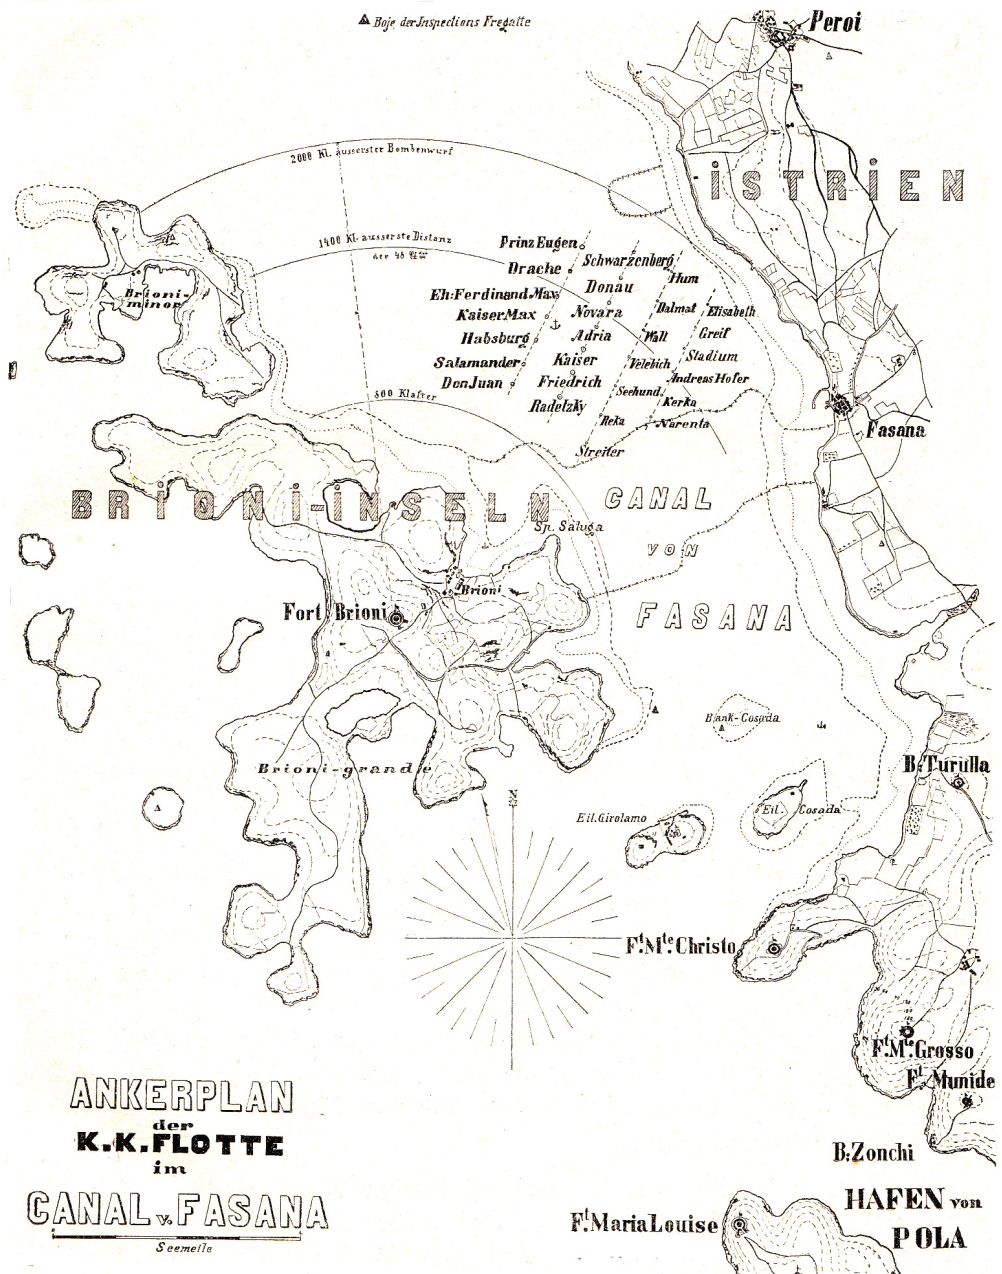 Boje der Inspections Fregatte
Peroi
2000 Kl. äusserster Bombenwurf
ISTRIEN
1400 Kl. äusserste Distanz
der 48
Prinz Eugen
Drache
Eh: Ferdinand Max
Kaiser Max
Habsburg
Salamander
Don Juan
Schwarzenberg
Donau
Novara
Adria
Kaiser
Friedrich
Radetzky
Hum
Dalmat
Wall
Velebich
Seehund
Reka
Streiter
Elisabeth
Greif
Stadium
Andreas Hofer
Kerka
Narenta
Brioni-
minor
800 Klafter
Fasana
BRIONI-INSELN
CANAL
VON
FASANA
Sp. Saluga
Brioni
Fort Brioni
Bank-Cosada
B. Turulla
Brioni-grande
N
Eil. Girolamo
Eil. Cosada
Ft. Mte Christo
Ft. Mte. Grosso
Ft. Munide
B: Zonchi
HAFEN von
POLA
Ft. Maria Louise
ANKERPLAN
der
K.K. FLOTTE
im
CANAL v. FASANA
Seemeile